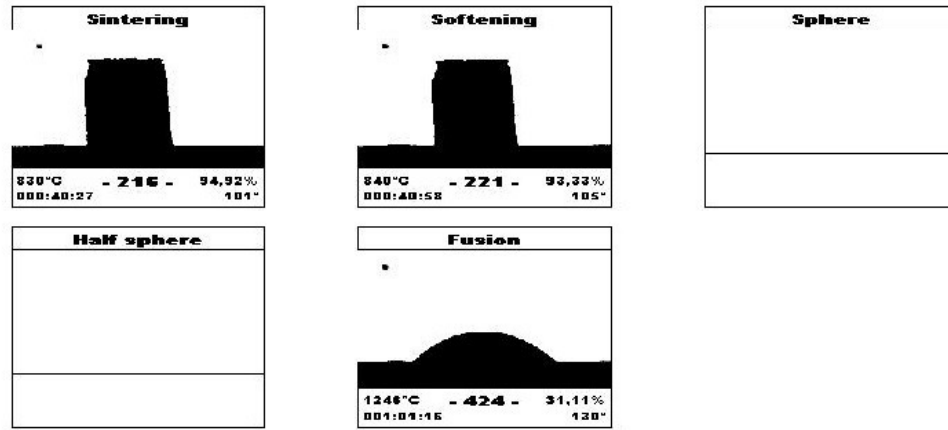 Sintering
Softening
Sphere
830°C - 216 - 94,92%
000:40:27 101°
840°C - 221 - 93,33%
000:40:58 105°
Half sphere
Fusion
1246°C - 424 - 31,11%
001:01:16 130°